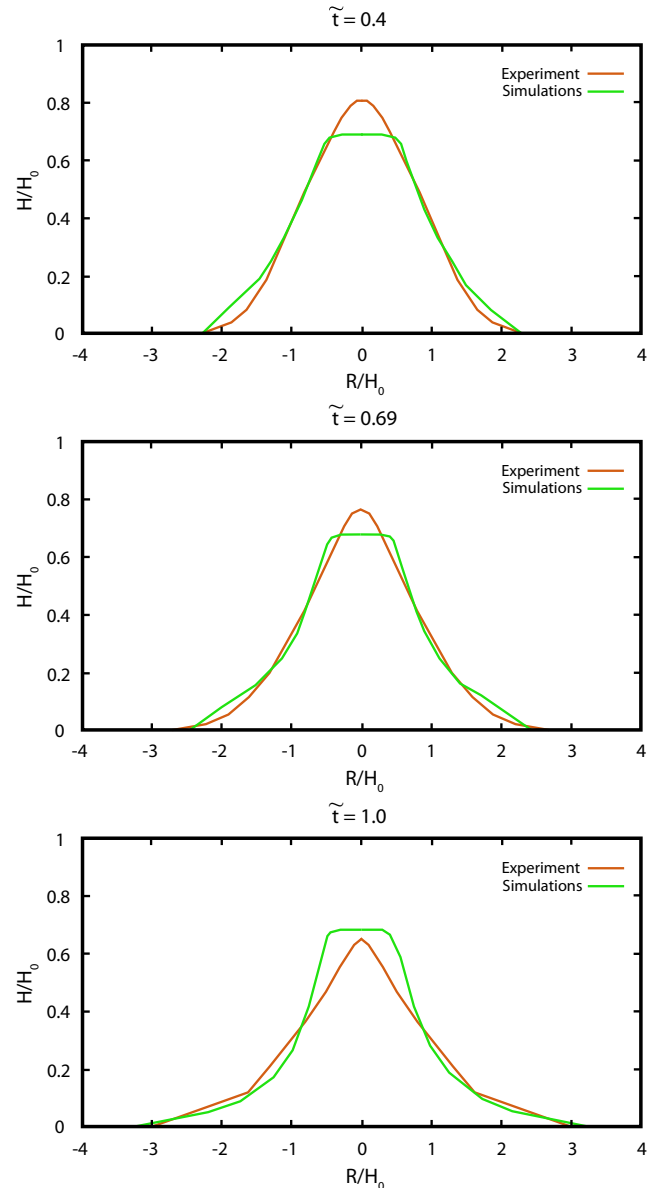 t̃ = 0.4
1
Experiment
Simulations
0.8
0.6
H/H₀
0.4
0.2
0
-4 -3 -2 -1 0 1 2 3 4
R/H₀
t̃ = 0.69
1
Experiment
Simulations
0.8
0.6
H/H₀
0.4
0.2
0
-4 -3 -2 -1 0 1 2 3 4
R/H₀
t̃ = 1.0
1
Experiment
Simulations
0.8
0.6
H/H₀
0.4
0.2
0
-4 -3 -2 -1 0 1 2 3 4
R/H₀